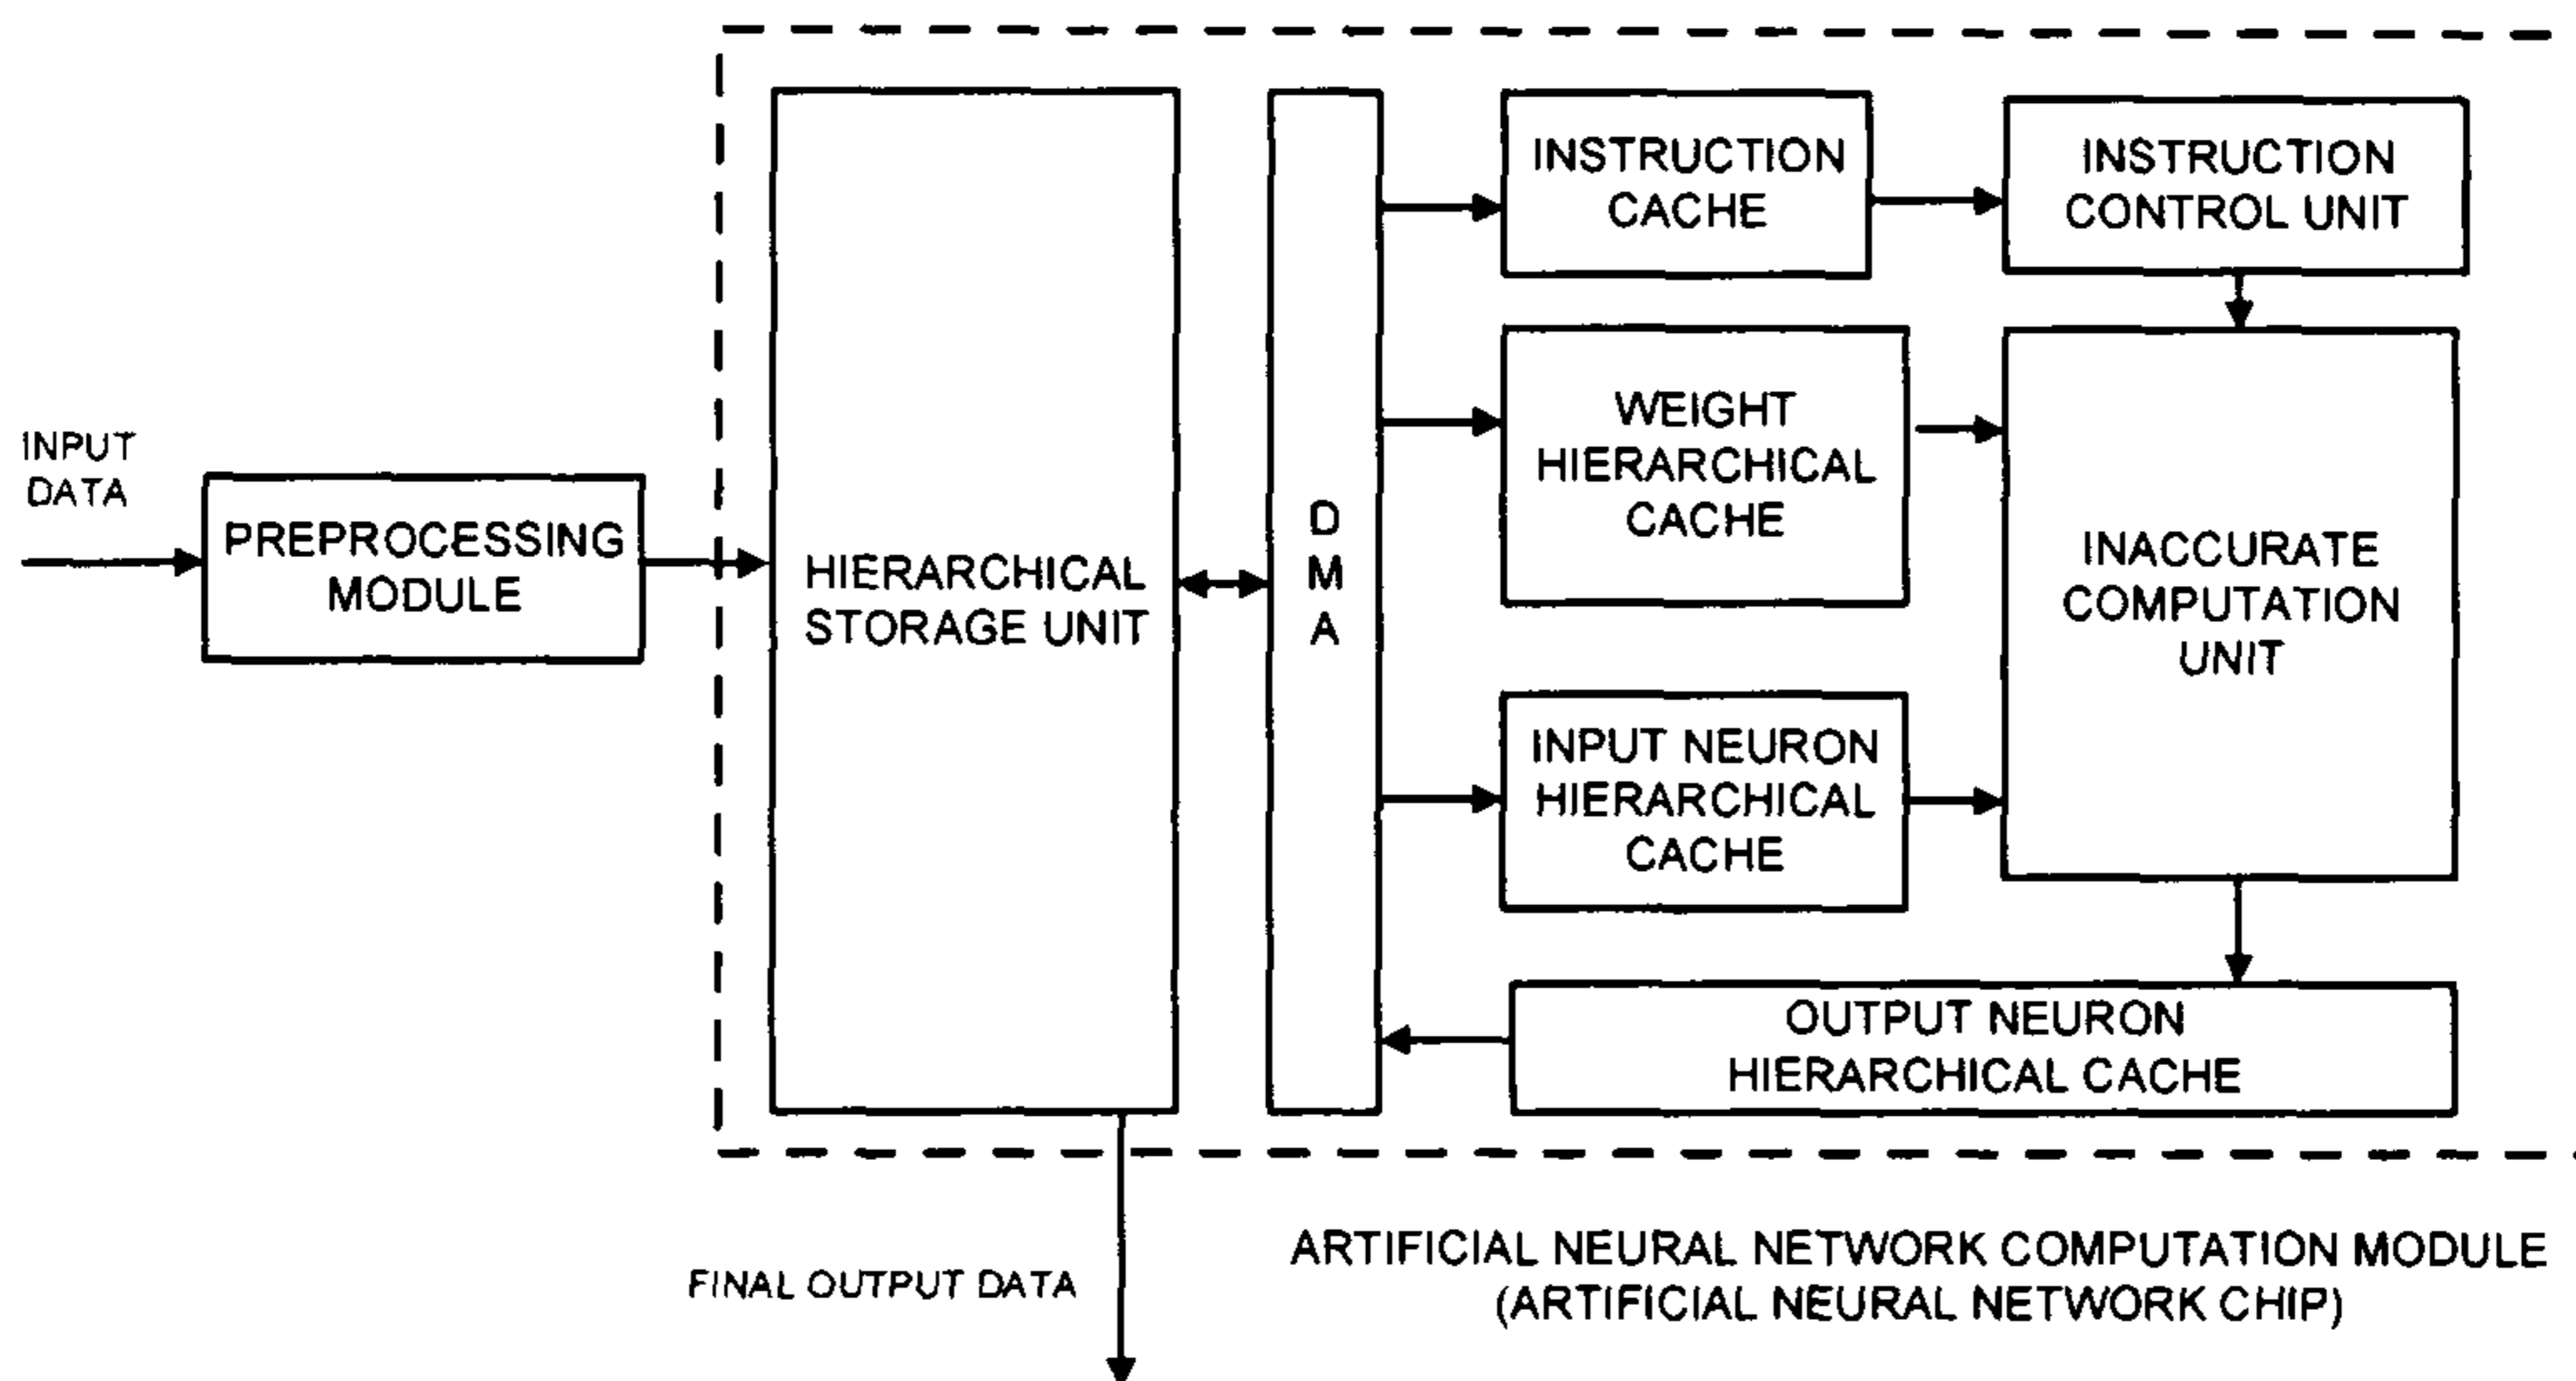 INPUT
DATA
PREPROCESSING
MODULE
HIERARCHICAL
STORAGE UNIT
D
M
A
INSTRUCTION
CACHE
INSTRUCTION
CONTROL UNIT
WEIGHT
HIERARCHICAL
CACHE
INACCURATE
COMPUTATION
UNIT
INPUT NEURON
HIERARCHICAL
CACHE
OUTPUT NEURON
HIERARCHICAL CACHE
FINAL OUTPUT DATA
ARTIFICIAL NEURAL NETWORK COMPUTATION MODULE
(ARTIFICIAL NEURAL NETWORK CHIP)